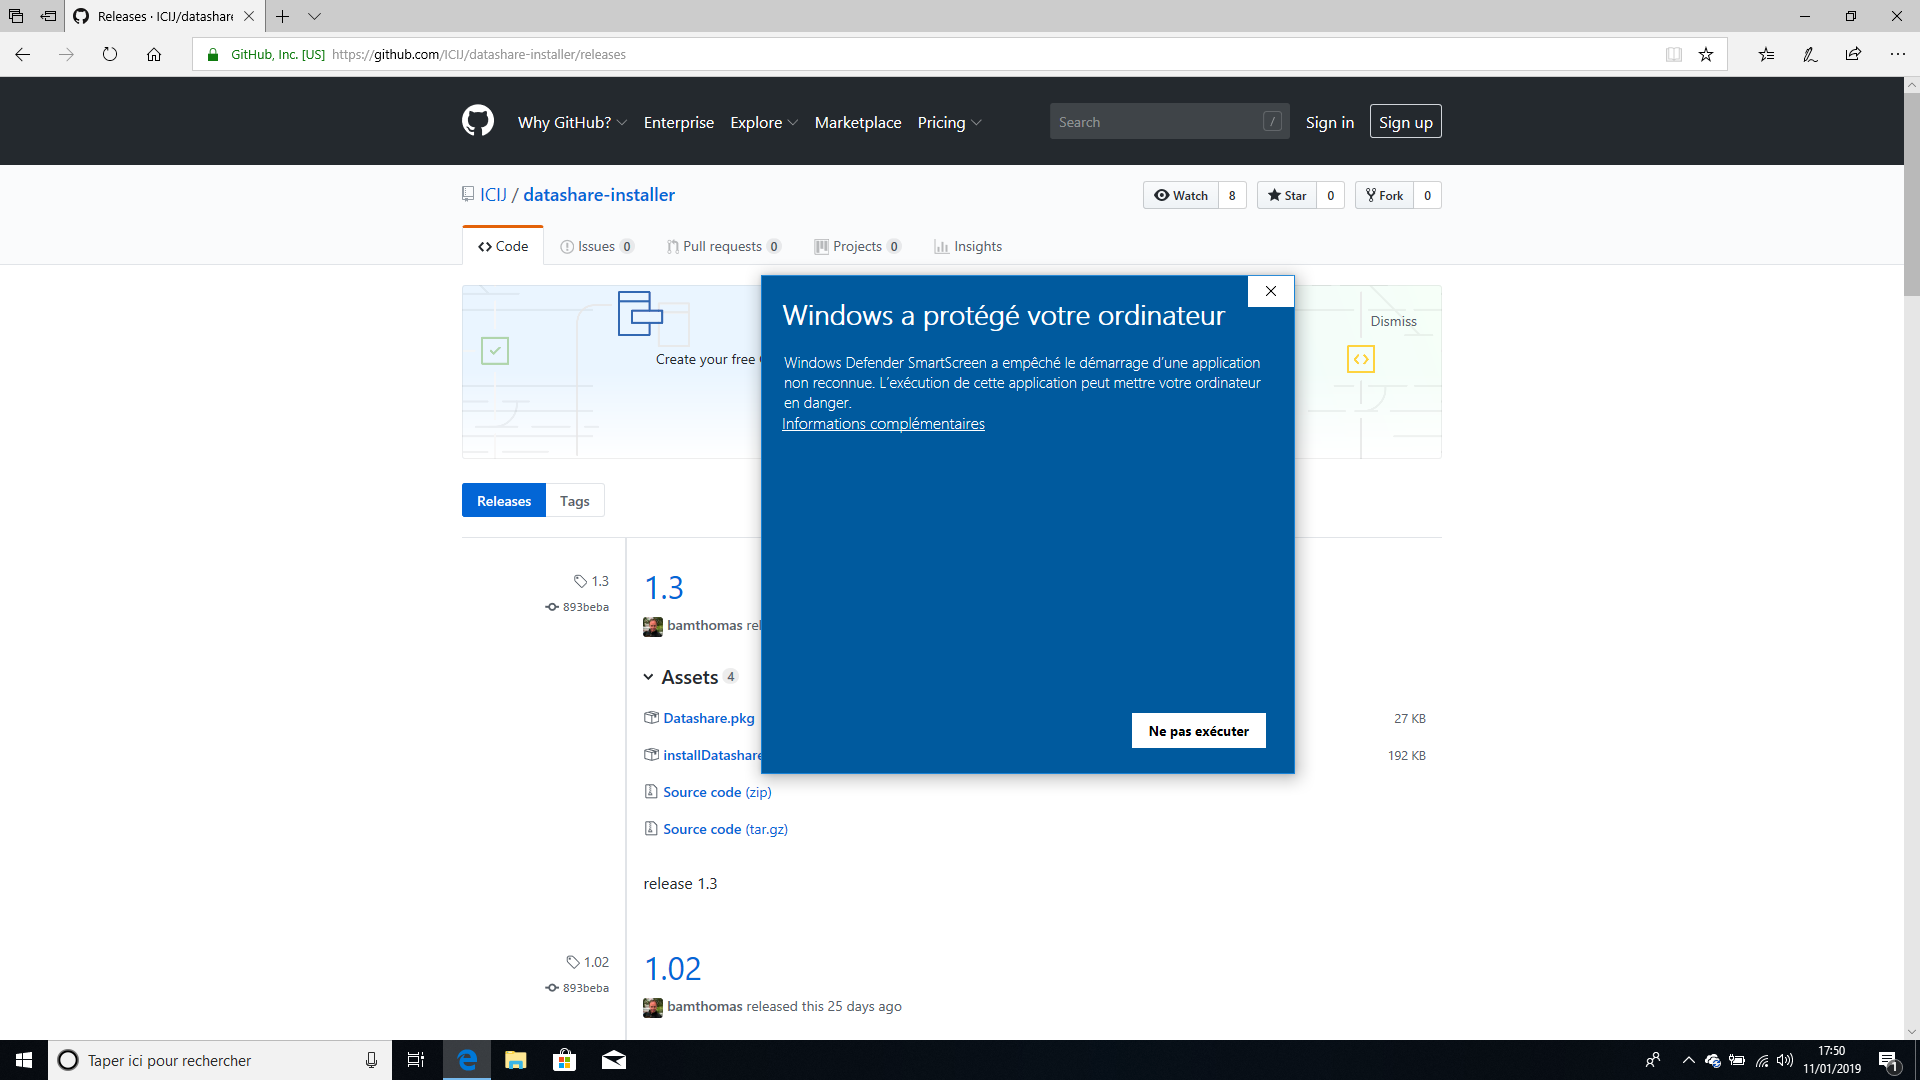 Releases · ICIJ/datashare
GitHub, Inc. [US] https://github.com/ICIJ/datashare-installer/releases
Why GitHub? Enterprise Explore Marketplace Pricing Search / Sign in Sign up
ICIJ / datashare-installer
Watch 8 Star 0 Fork 0
Code Issues 0 Pull requests 0 Projects 0 Insights
Windows a protégé votre ordinateur
Dismiss
Create your free
Windows Defender SmartScreen a empêché le démarrage d'une application
non reconnue. L'exécution de cette application peut mettre votre ordinateur
en danger.
Informations complémentaires
Releases Tags
1.3
893beba
1.3
bamthomas rel
Assets 4
Datashare.pkg 27 KB
installDatashare 192 KB
Ne pas exécuter
Source code (zip)
Source code (tar.gz)
release 1.3
1.02
893beba
1.02
bamthomas released this 25 days ago
Taper ici pour rechercher
17:50
11/01/2019
1